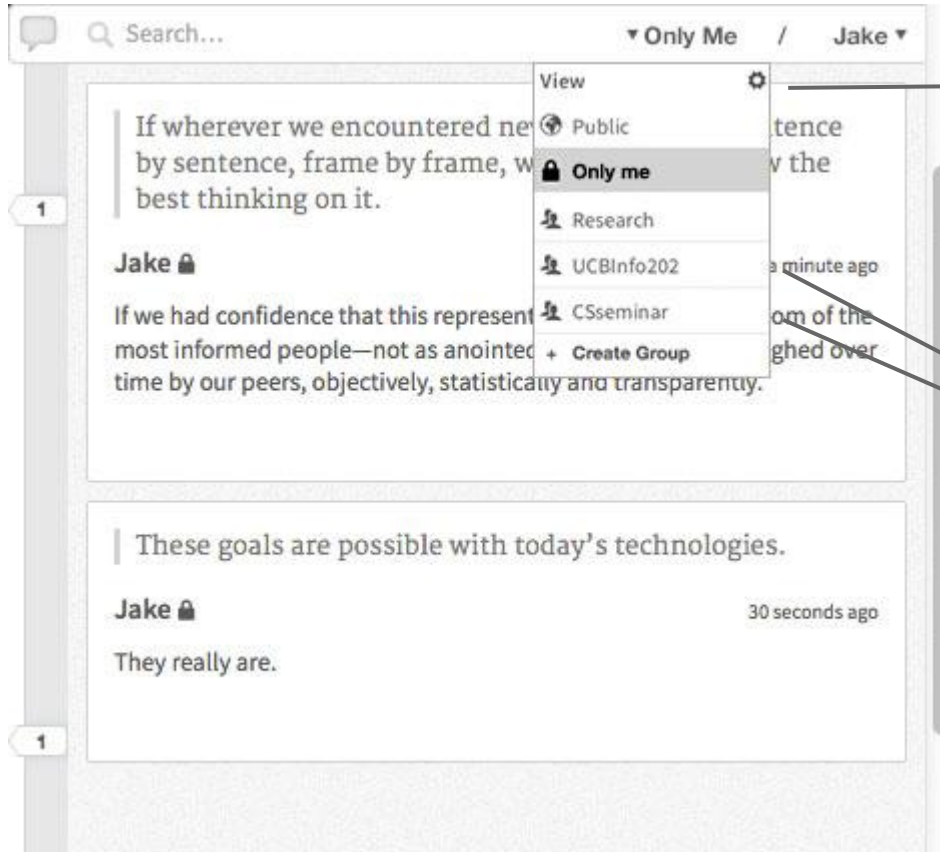 Search... ▾ Only Me / Jake ▾
View
If wherever we encountered tence
Public
by sentence, frame by frame, the
Only me
best thinking on it.
1
Research
Jake
UCBInfo202
a minute ago
If we had confidence that this represent of the
CSseminar
most informed people—not as anointed over
+ Create Group
time by our peers, objectively, statistically and transparently.
These goals are possible with today's technologies.
Jake 30 seconds ago
They really are.
1